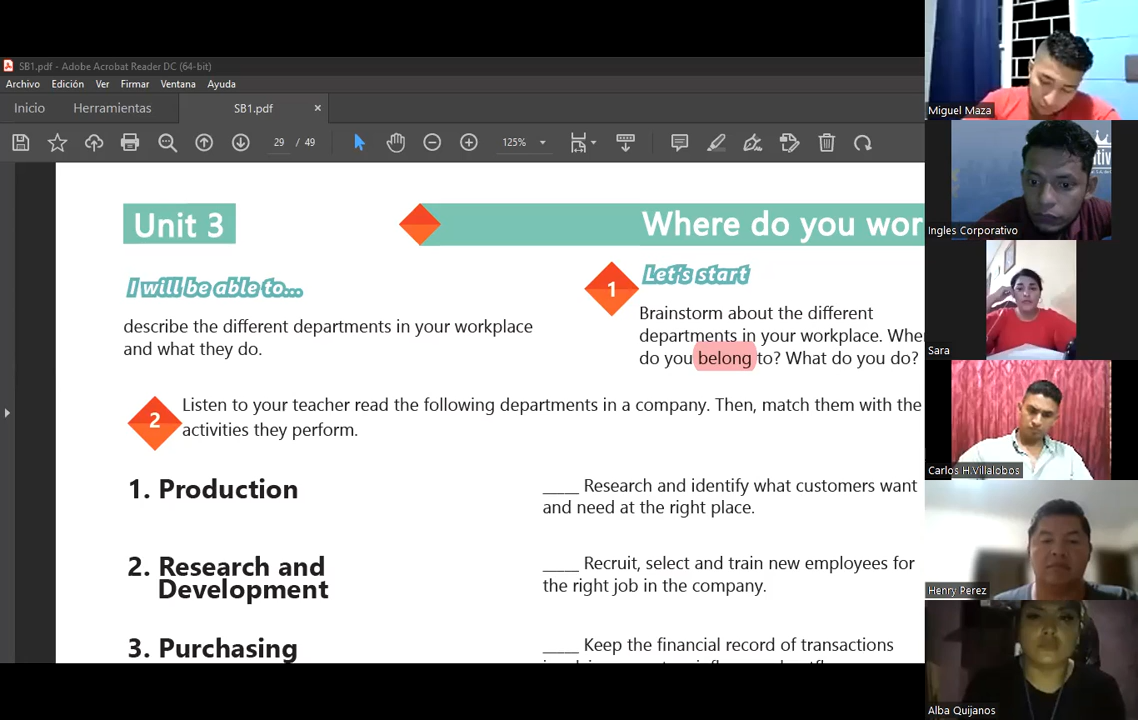 SB1.pdf - Adobe Acrobat Reader DC (64-bit)
Archivo Edición Ver Firmar Ventana Ayuda
Inicio Herramientas SB1.pdf ×
29 / 49 125%
Unit 3 Where do you wor
I will be able to...
describe the different departments in your workplace
and what they do.
1 Let's start
Brainstorm about the different
departments in your workplace. Whe
do you belong to? What do you do?
2 Listen to your teacher read the following departments in a company. Then, match them with the
activities they perform.
1. Production
____ Research and identify what customers want
and need at the right place.
2. Research and
Development
____ Recruit, select and train new employees for
the right job in the company.
3. Purchasing
____ Keep the financial record of transactions
Miguel Maza
Ingles Corporativo
Sara
Carlos H.Villalobos
Henry Perez
Alba Quijanos